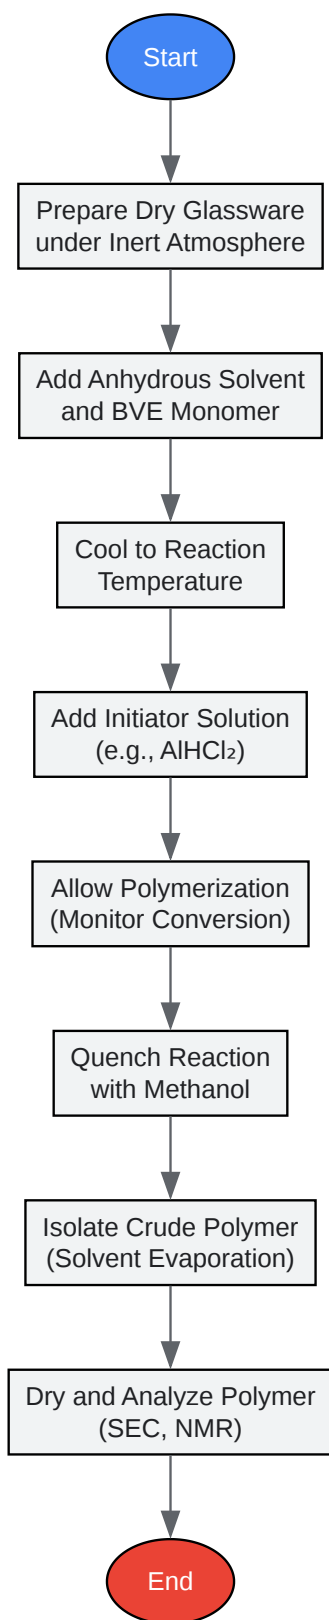 Start
Prepare Dry Glassware
under Inert Atmosphere
Add Anhydrous Solvent
and BVE Monomer
Cool to Reaction
Temperature
Add Initiator Solution
(e.g., AlHCl₂)
Allow Polymerization
(Monitor Conversion)
Quench Reaction
with Methanol
Isolate Crude Polymer
(Solvent Evaporation)
Dry and Analyze Polymer
(SEC, NMR)
End